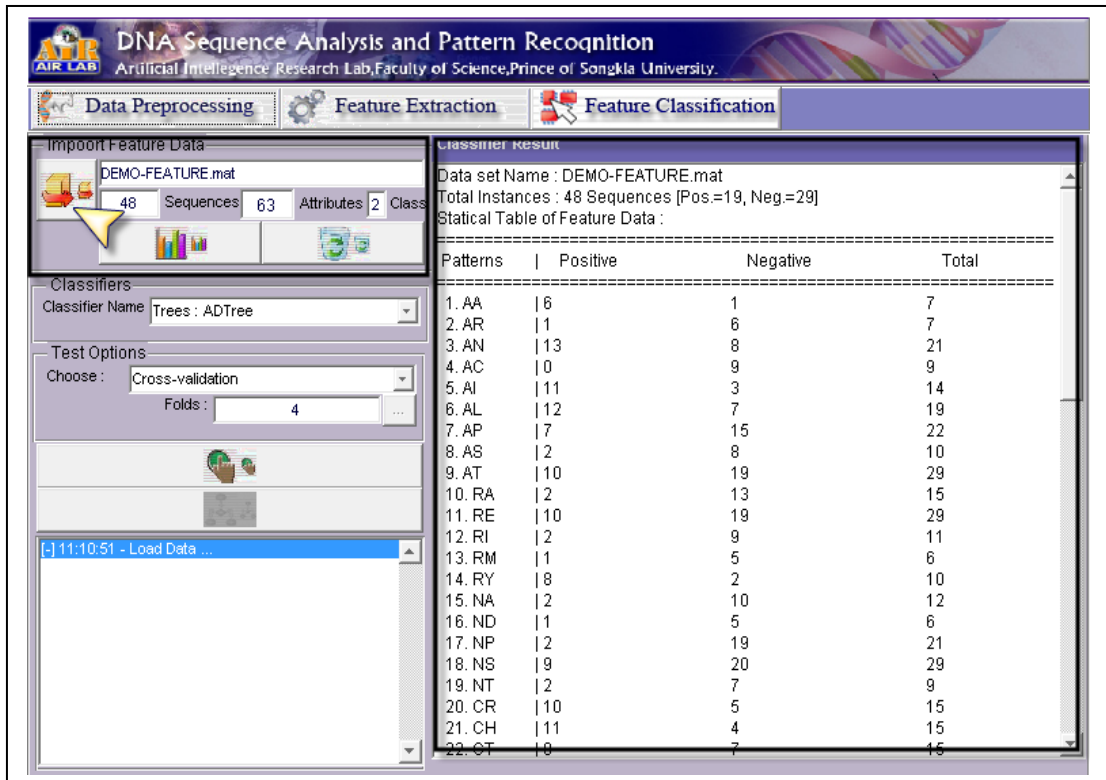 AIR
AIR LAB
DNA Sequence Analysis and Pattern Recognition
Artificial Intellegence Research Lab,Faculty of Science,Prince of Songkla University.
Data Preprocessing
Feature Extraction
Feature Classification
Impoort Feature Data
DEMO-FEATURE.mat
48 Sequences 63 Attributes 2 Class
Classifiers
Classifier Name Trees : ADTree
Test Options
Choose : Cross-validation
Folds : 4 ...
[-] 11:10:51 - Load Data ...
Classifier Result
Data set Name : DEMO-FEATURE.mat
Total Instances : 48 Sequences [Pos.=19, Neg.=29]
Statical Table of Feature Data :
==========================================================
Patterns | Positive Negative Total
==========================================================
1. AA | 6 1 7
2. AR | 1 6 7
3. AN | 13 8 21
4. AC | 0 9 9
5. AI | 11 3 14
6. AL | 12 7 19
7. AP | 7 15 22
8. AS | 2 8 10
9. AT | 10 19 29
10. RA | 2 13 15
11. RE | 10 19 29
12. RI | 2 9 11
13. RM | 1 5 6
14. RY | 8 2 10
15. NA | 2 10 12
16. ND | 1 5 6
17. NP | 2 19 21
18. NS | 9 20 29
19. NT | 2 7 9
20. CR | 10 5 15
21. CH | 11 4 15
22. CT | 8 7 15